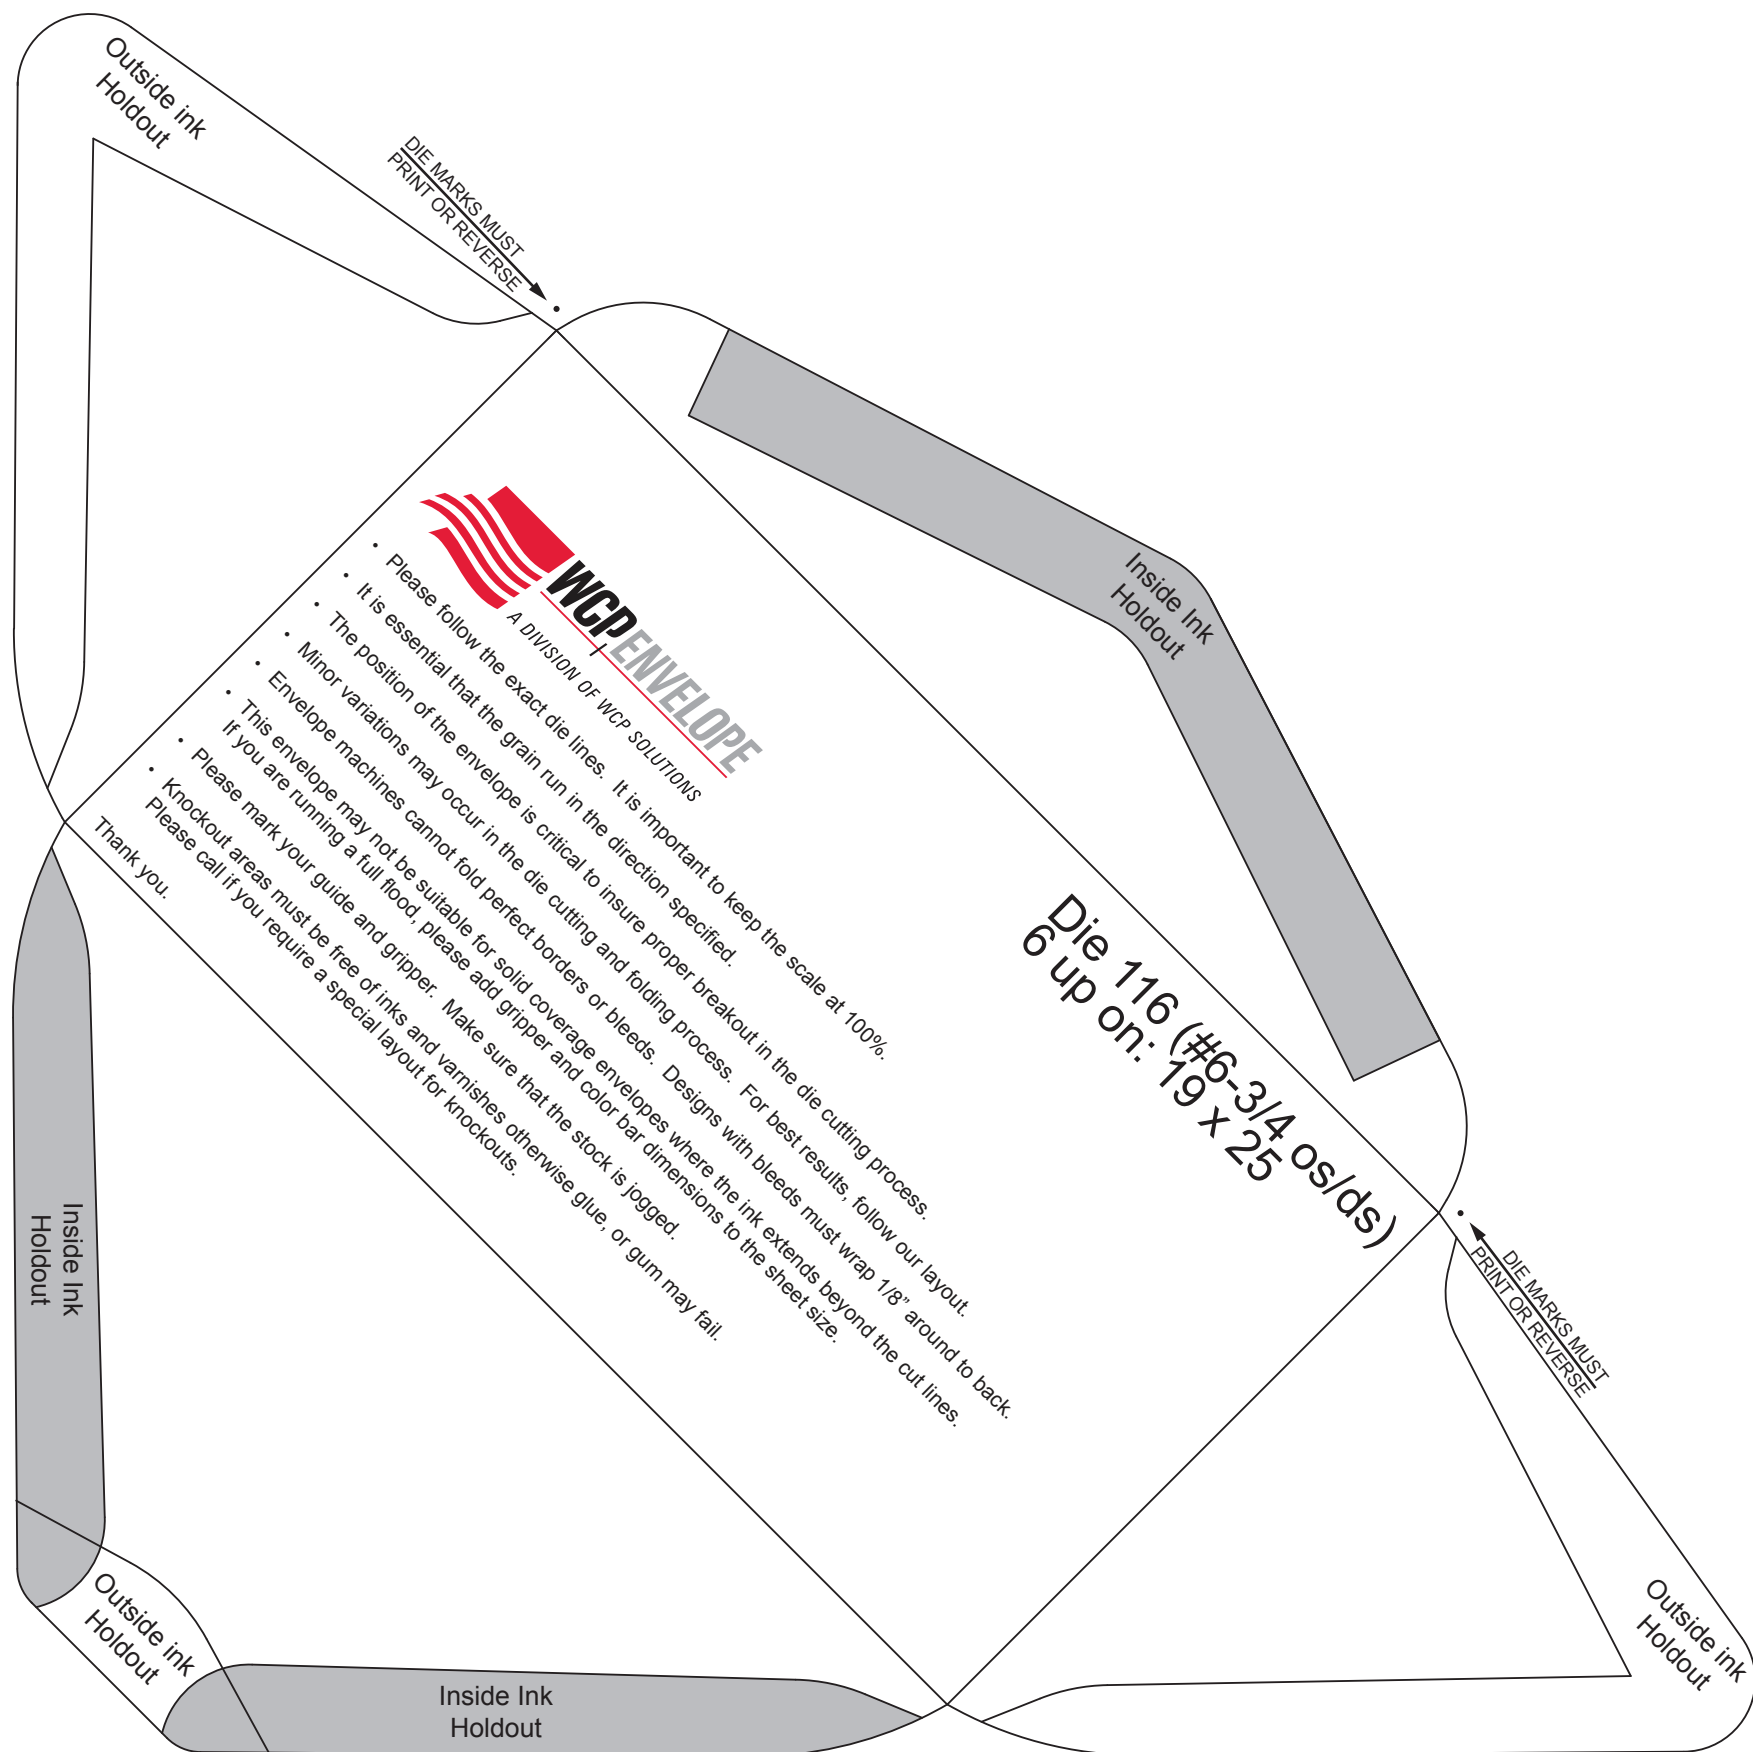 Outside ink
Holdout
DIE MARKS MUST
PRINT OR REVERSE
Inside Ink
Holdout
WCP ENVELOPE
A DIVISION OF WCP SOLUTIONS
• Please follow the exact die lines.  It is important to keep the scale at 100%.
• It is essential that the grain run in the direction specified.
• The position of the envelope is critical to insure proper breakout in the die cutting process.
• Minor variations may occur in the die cutting and folding process.  For best results, follow our layout.
• Envelope machines cannot fold perfect borders or bleeds.  Designs with bleeds must wrap 1/8” around to back.
• This envelope may not be suitable for solid coverage envelopes where the ink extends beyond the cut lines.
If you are running a full flood, please add gripper and color bar dimensions to the sheet size.
• Please mark your guide and gripper.  Make sure that the stock is jogged.
• Knockout areas must be free of inks and varnishes otherwise glue, or gum may fail.
Please call if you require a special layout for knockouts.
Thank you.
Die 116 (#6-3/4 os/ds)
6 up on: 19 x 25
DIE MARKS MUST
PRINT OR REVERSE
Inside Ink
Holdout
Outside ink
Holdout
Inside Ink
Holdout
Outside ink
Holdout